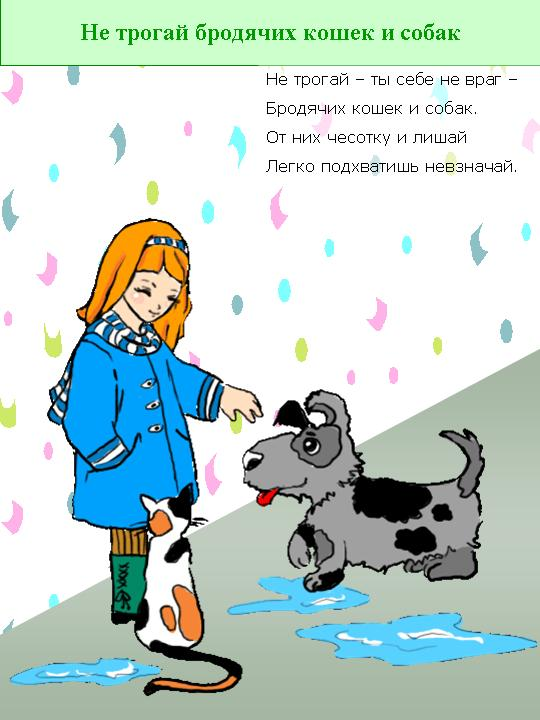 Не трогай бродячих кошек и собак
Не трогай – ты себе не враг –
Бродячих кошек и собак.
От них чесотку и лишай
Легко подхватишь невзначай.